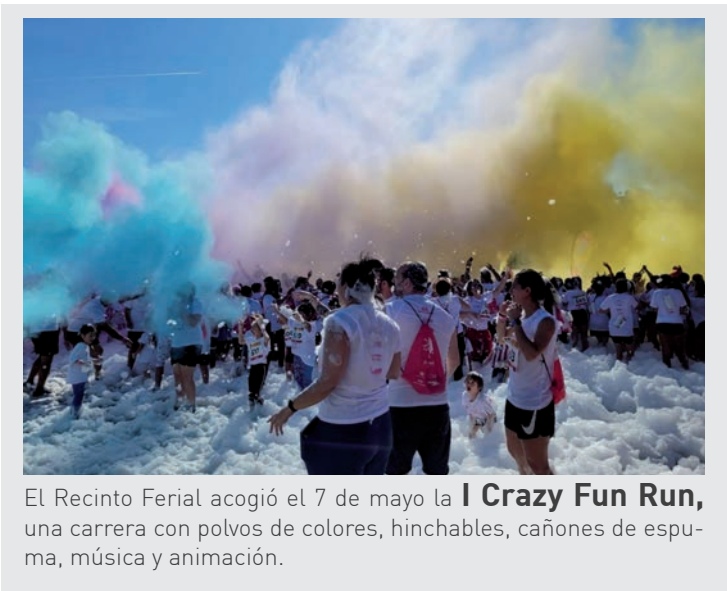 El Recinto Ferial acogió el 7 de mayo la I Crazy Fun Run,
una carrera con polvos de colores, hinchables, cañones de espu-
ma, música y animación.